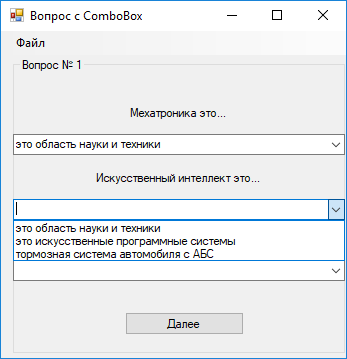 Вопрос с ComboBox
Файл
Вопрос № 1
Мехатроника это...
это область науки и техники
Искусственный интеллект это...
это область науки и техники
это искусственные программные системы
тормозная система автомобиля с АБС
Далее